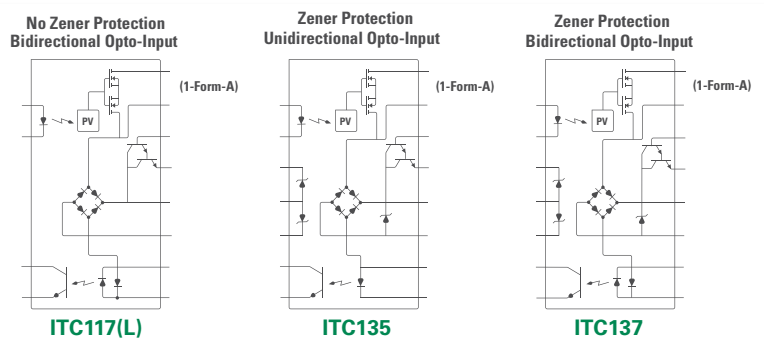 No Zener Protection
Bidirectional Opto-Input
(1-Form-A)
PV
ITC117(L)
Zener Protection
Unidirectional Opto-Input
(1-Form-A)
PV
ITC135
Zener Protection
Bidirectional Opto-Input
(1-Form-A)
PV
ITC137